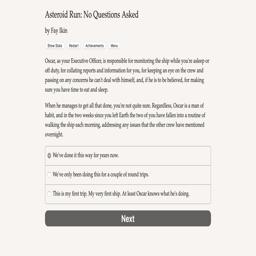 Asteroid Run: No Questions Asked
by Fay Ikin
Show Stats Restart Achievements Menu
Oscar, as your Executive Officer, is responsible for monitoring the ship while you're asleep or
off duty, for collating reports and information for you, for keeping an eye on the crew and
passing on any concerns he can't deal with himself, and, if he is to be believed, for making
sure you have time to eat and sleep.
When he manages to get all that done, you're not quite sure. Regardless, Oscar is a man of
habit, and in the two weeks since you left Earth the two of you have fallen into a routine of
walking the ship each morning, addressing any issues that the other crew have mentioned
overnight.
We've done it this way for years now.
We've only been doing this for a couple of round trips.
This is my first trip. My very first ship. At least Oscar knows what he's doing.
Next